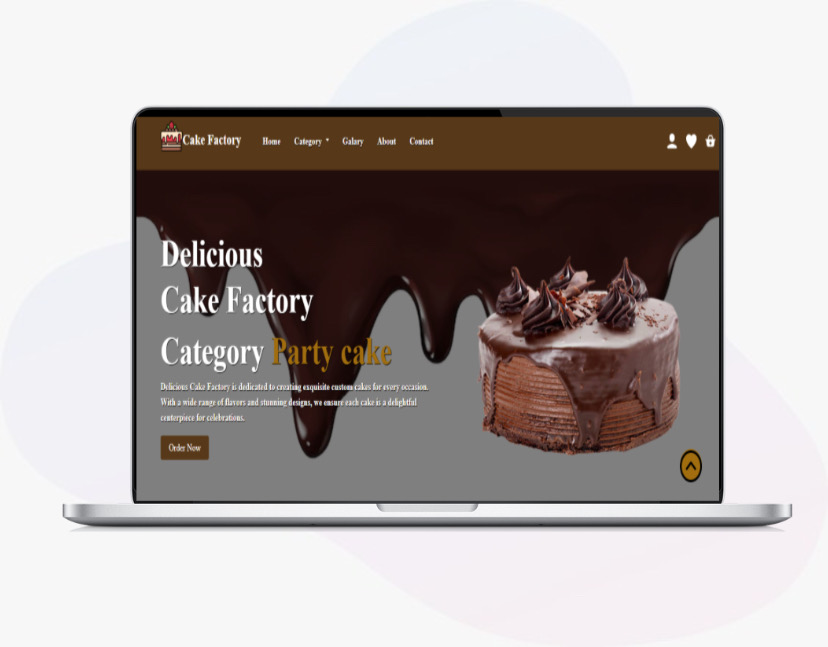 Cake Factory
Home Category Galary About Contact
Delicious
Cake Factory
Category Party cake
Delicious Cake Factory is dedicated to creating exquisite custom cakes for every occasion.
With a wide range of flavors and stunning designs, we ensure each cake is a delightful
centerpiece for celebrations.
Order Now